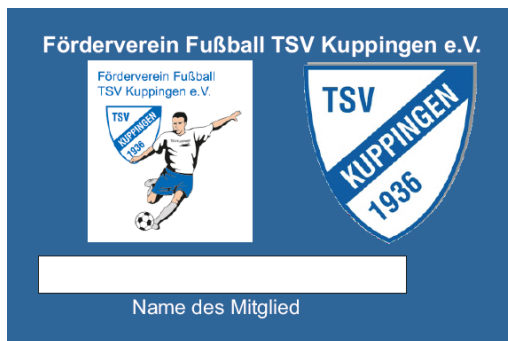 Förderverein Fußball TSV Kuppingen e.V.
Förderverein Fußball
TSV Kuppingen e.V.
TSV
KUPPINGEN
1936
TSV
KUPPINGEN
1936
Name des Mitglied